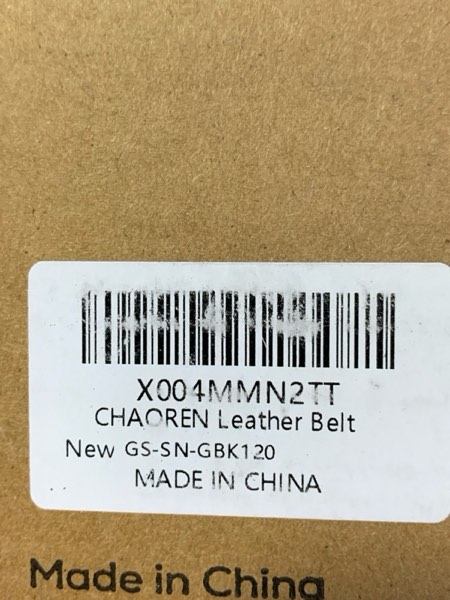 X004MMN2TT
CHAOREN Leather Belt
New GS-SN-GBK120
MADE IN CHINA
Made in China